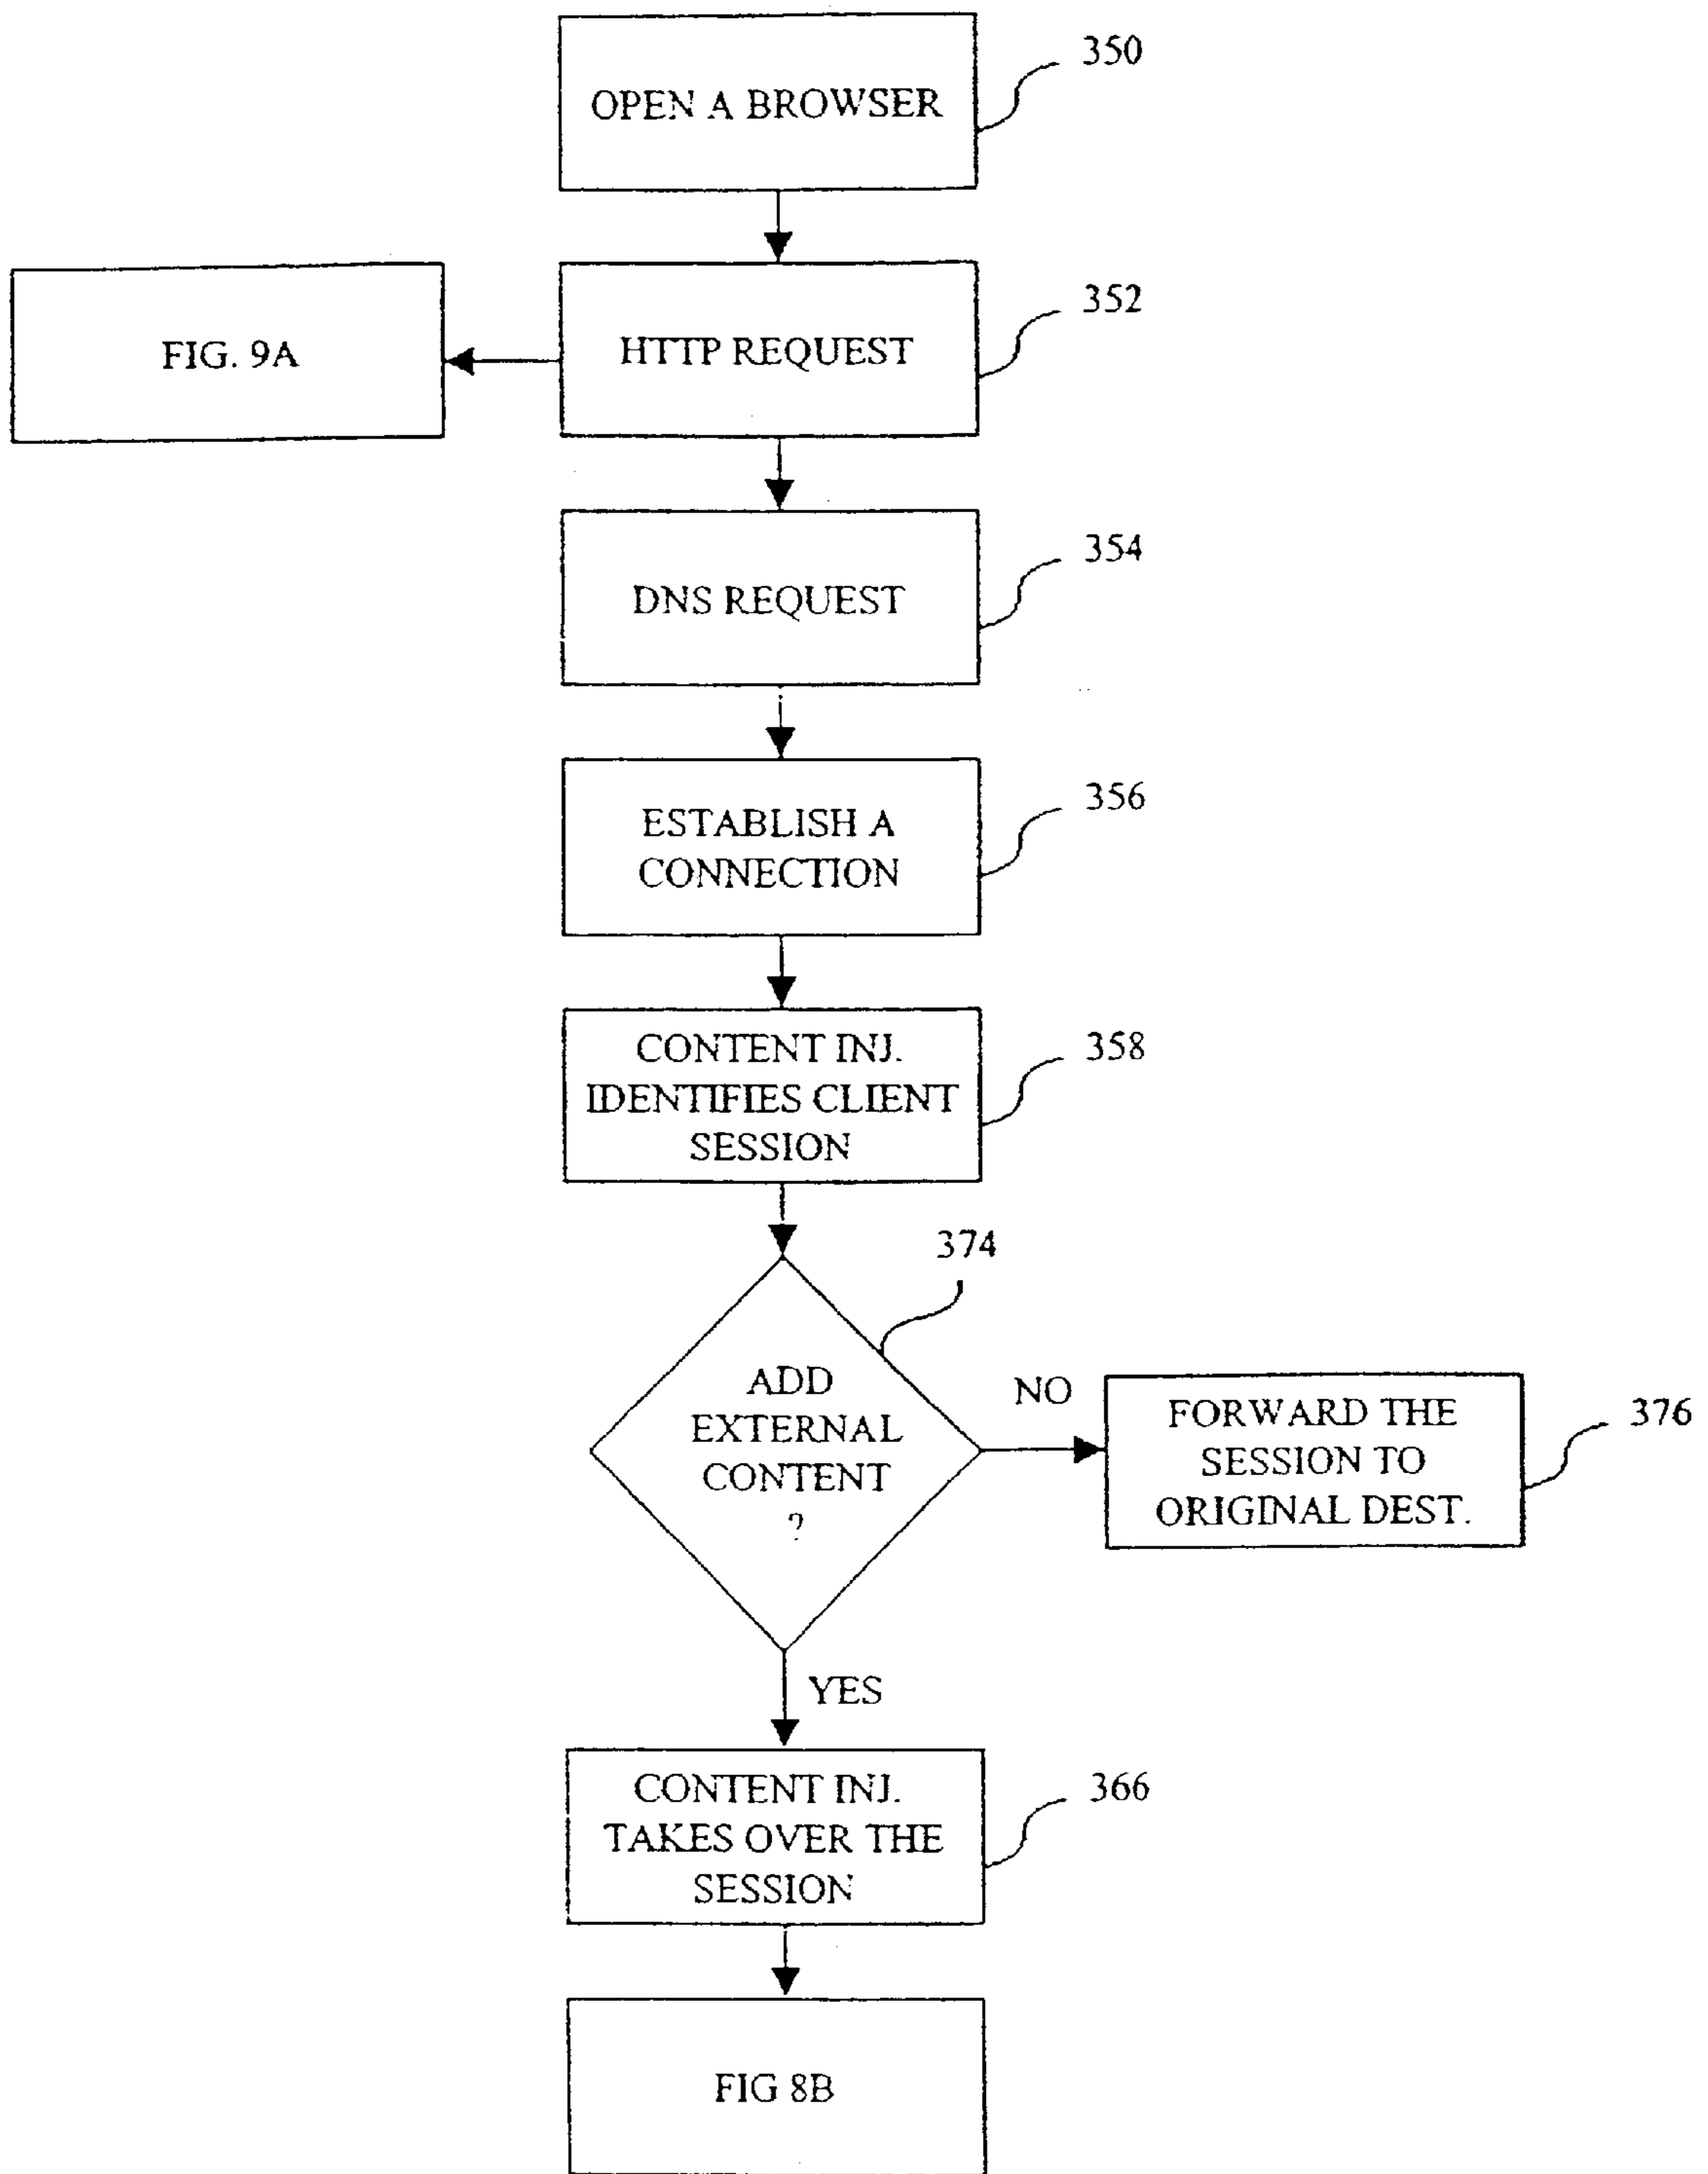 OPEN A BROWSER
350
FIG. 9A
HTTP REQUEST
352
DNS REQUEST
354
ESTABLISH A
CONNECTION
356
CONTENT INJ.
IDENTIFIES CLIENT
SESSION
358
374
ADD
EXTERNAL
CONTENT
?
NO
FORWARD THE
SESSION TO
ORIGINAL DEST.
376
YES
CONTENT INJ.
TAKES OVER THE
SESSION
366
FIG 8B